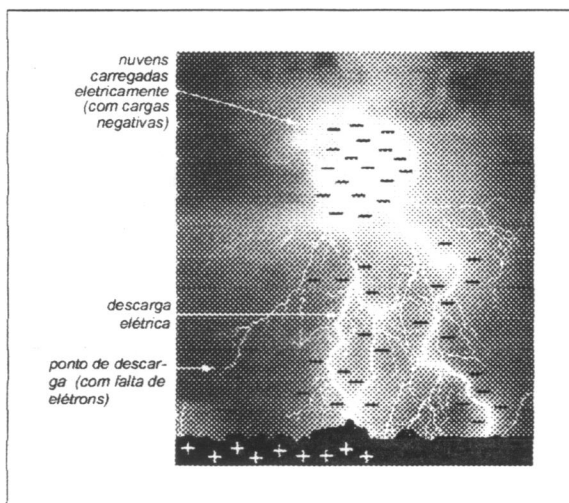 nuvens
carregadas
eletricamente
(com cargas
negativas)
descarga
elétrica
ponto de descar-
ga (com falta de
elétrons)